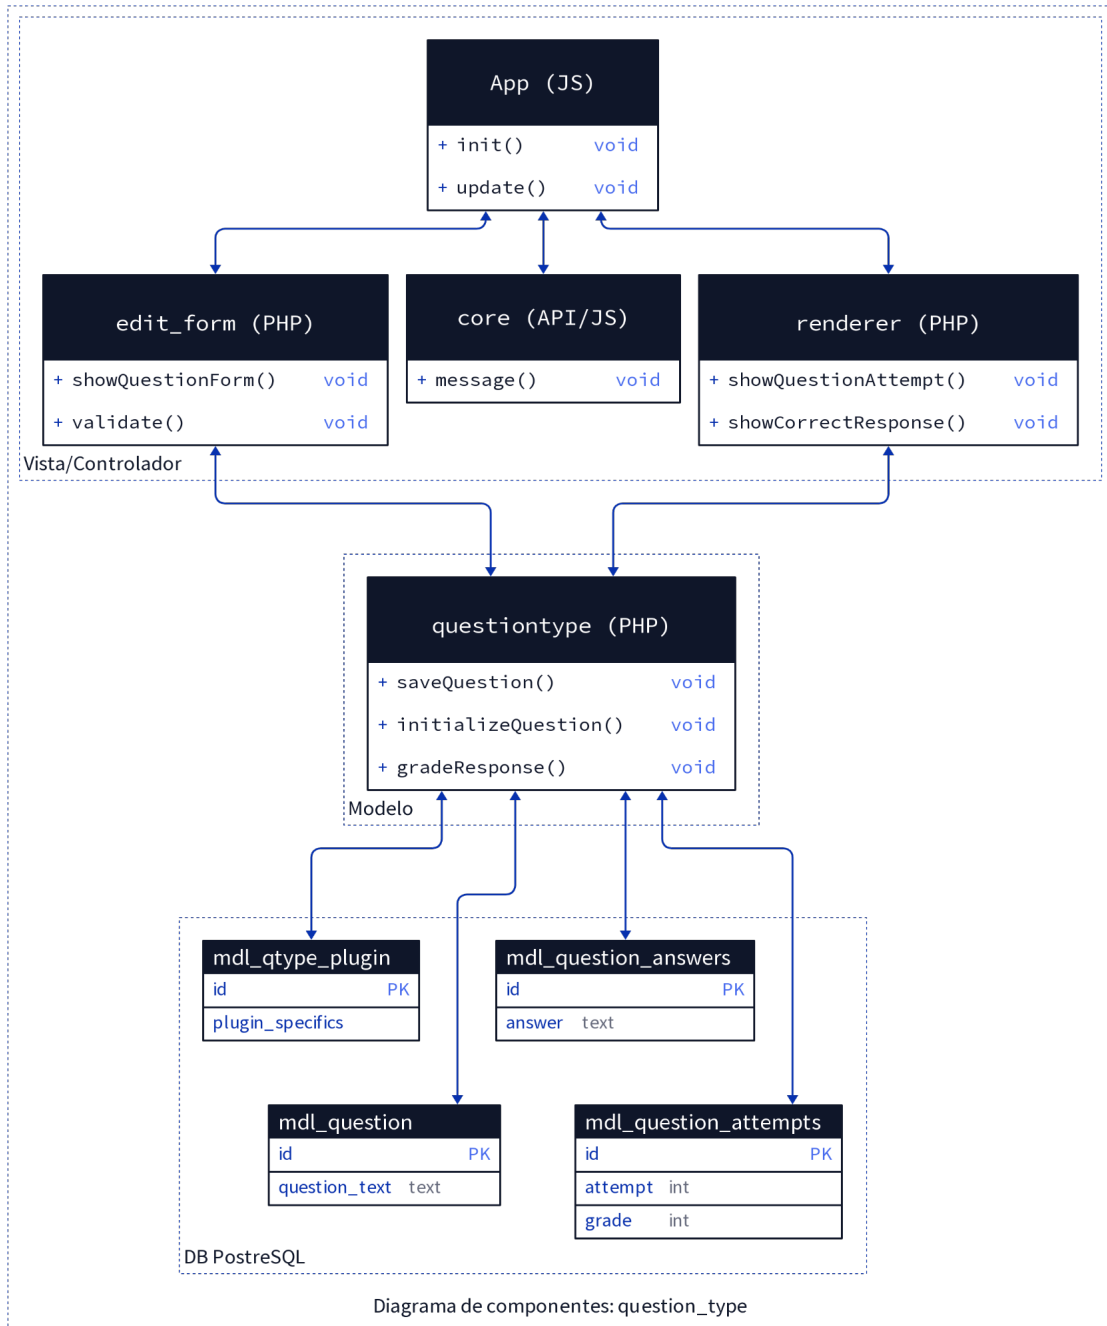 App (JS)
+ init() void
+ update() void
edit_form (PHP)
+ showQuestionForm() void
+ validate() void
core (API/JS)
+ message() void
renderer (PHP)
+ showQuestionAttempt() void
+ showCorrectResponse() void
Vista/Controlador
questiontype (PHP)
+ saveQuestion() void
+ initializeQuestion() void
+ gradeResponse() void
Modelo
mdl_qtype_plugin
id PK
plugin_specifics
mdl_question_answers
id PK
answer text
mdl_question
id PK
question_text text
mdl_question_attempts
id PK
attempt int
grade int
DB PostreSQL
Diagrama de componentes: question_type